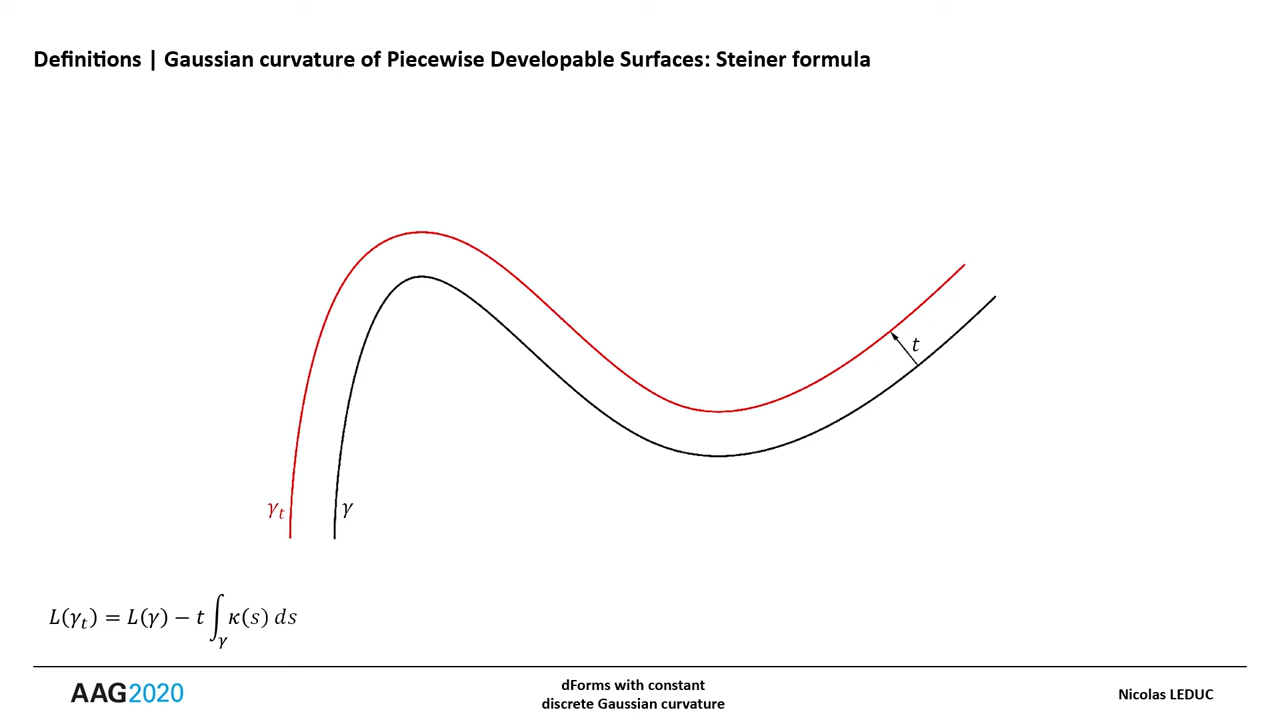 Definitions | Gaussian curvature of Piecewise Developable Surfaces: Steiner formula
t
γₜ
γ
L(γₜ) = L(γ) − t ∫_γ κ(s) ds
AAG2020
dForms with constant
discrete Gaussian curvature
Nicolas LEDUC